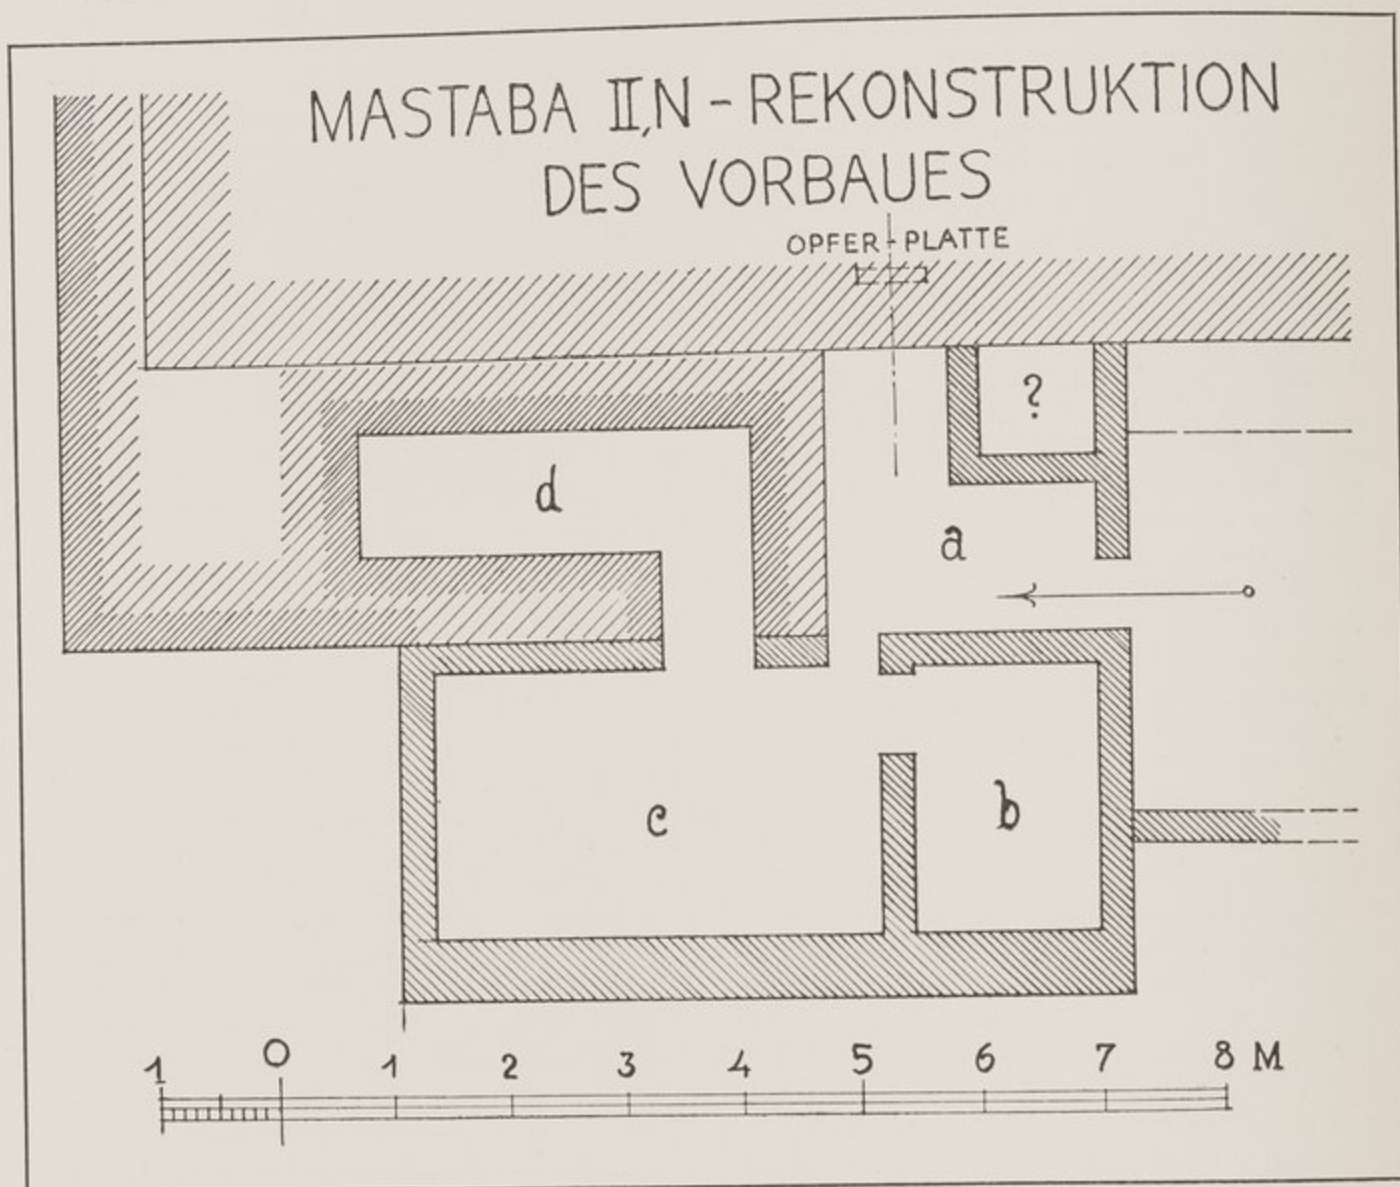 MASTABA II,N - REKONSTRUKTION
DES VORBAUES
OPFER-PLATTE
?
d
a
c
b
1 0 1 2 3 4 5 6 7 8 M